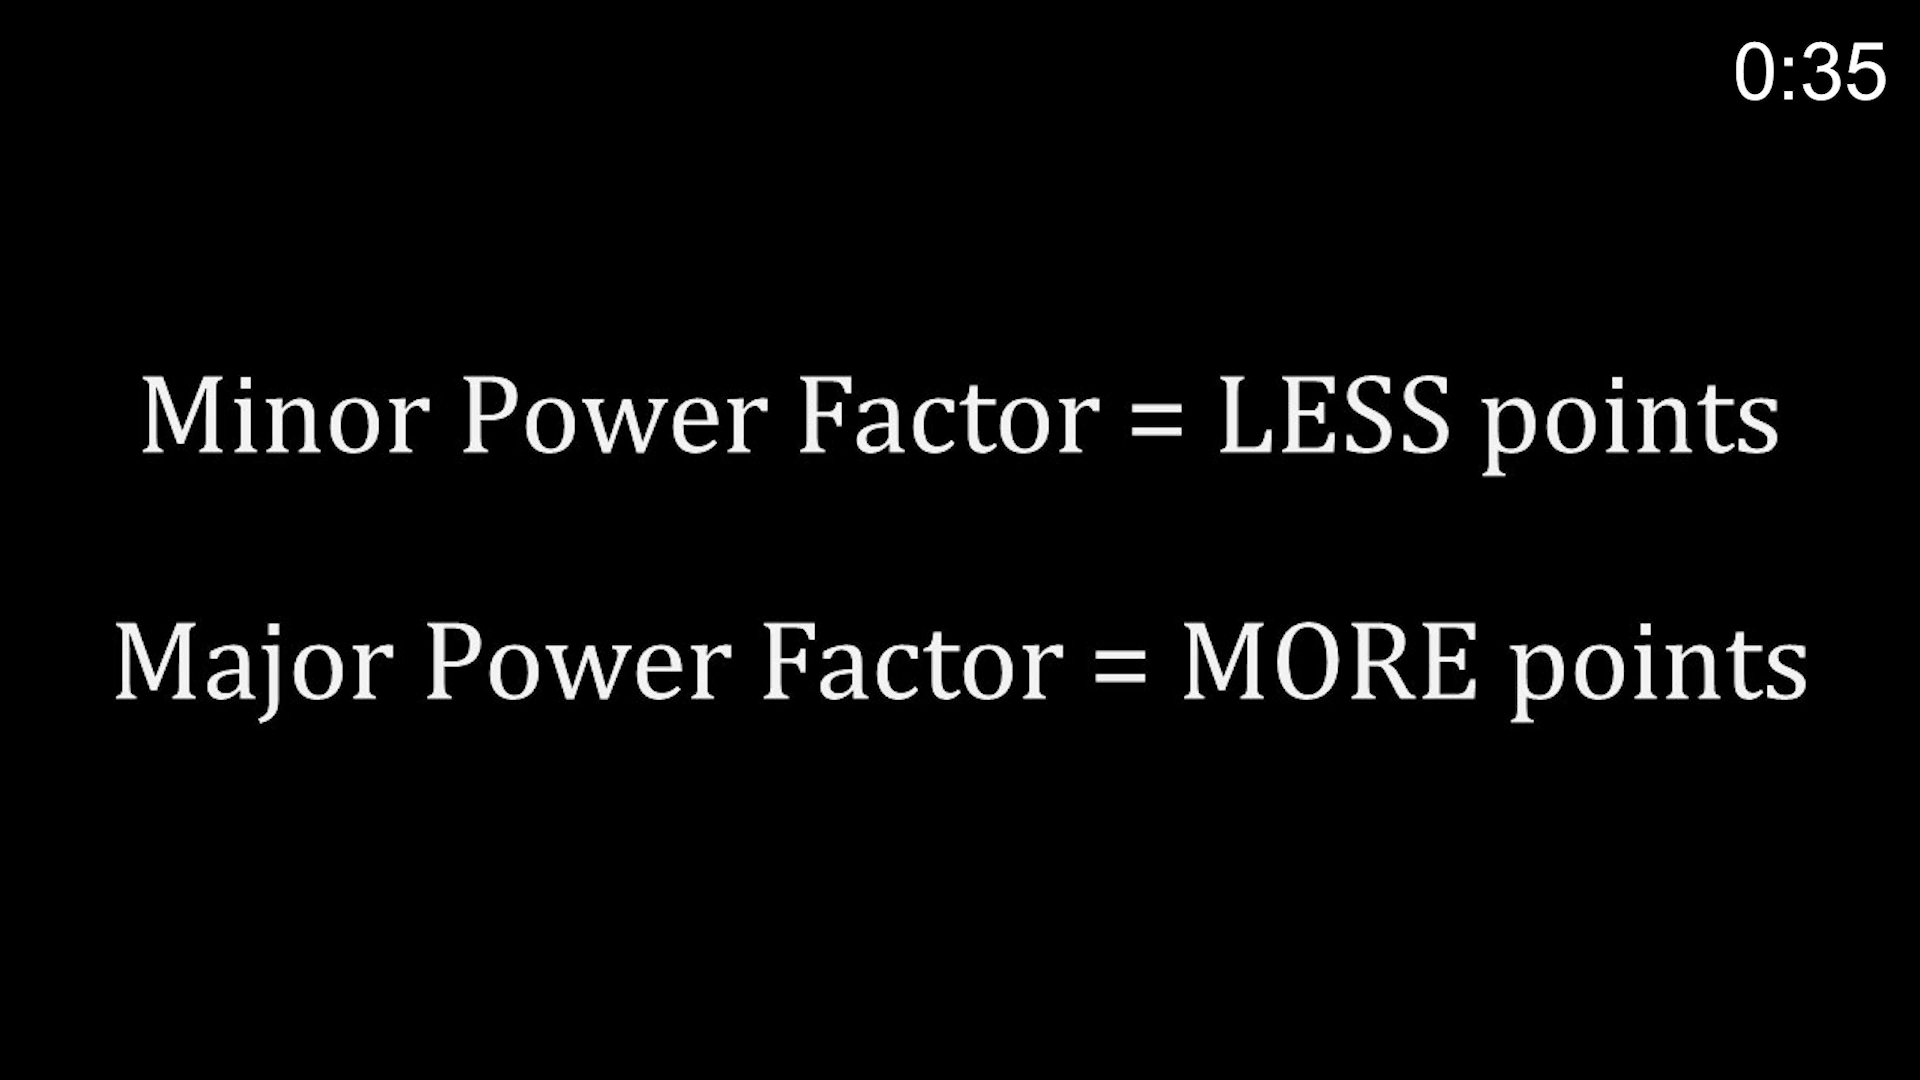 0:35
Minor Power Factor = LESS points
Major Power Factor = MORE points